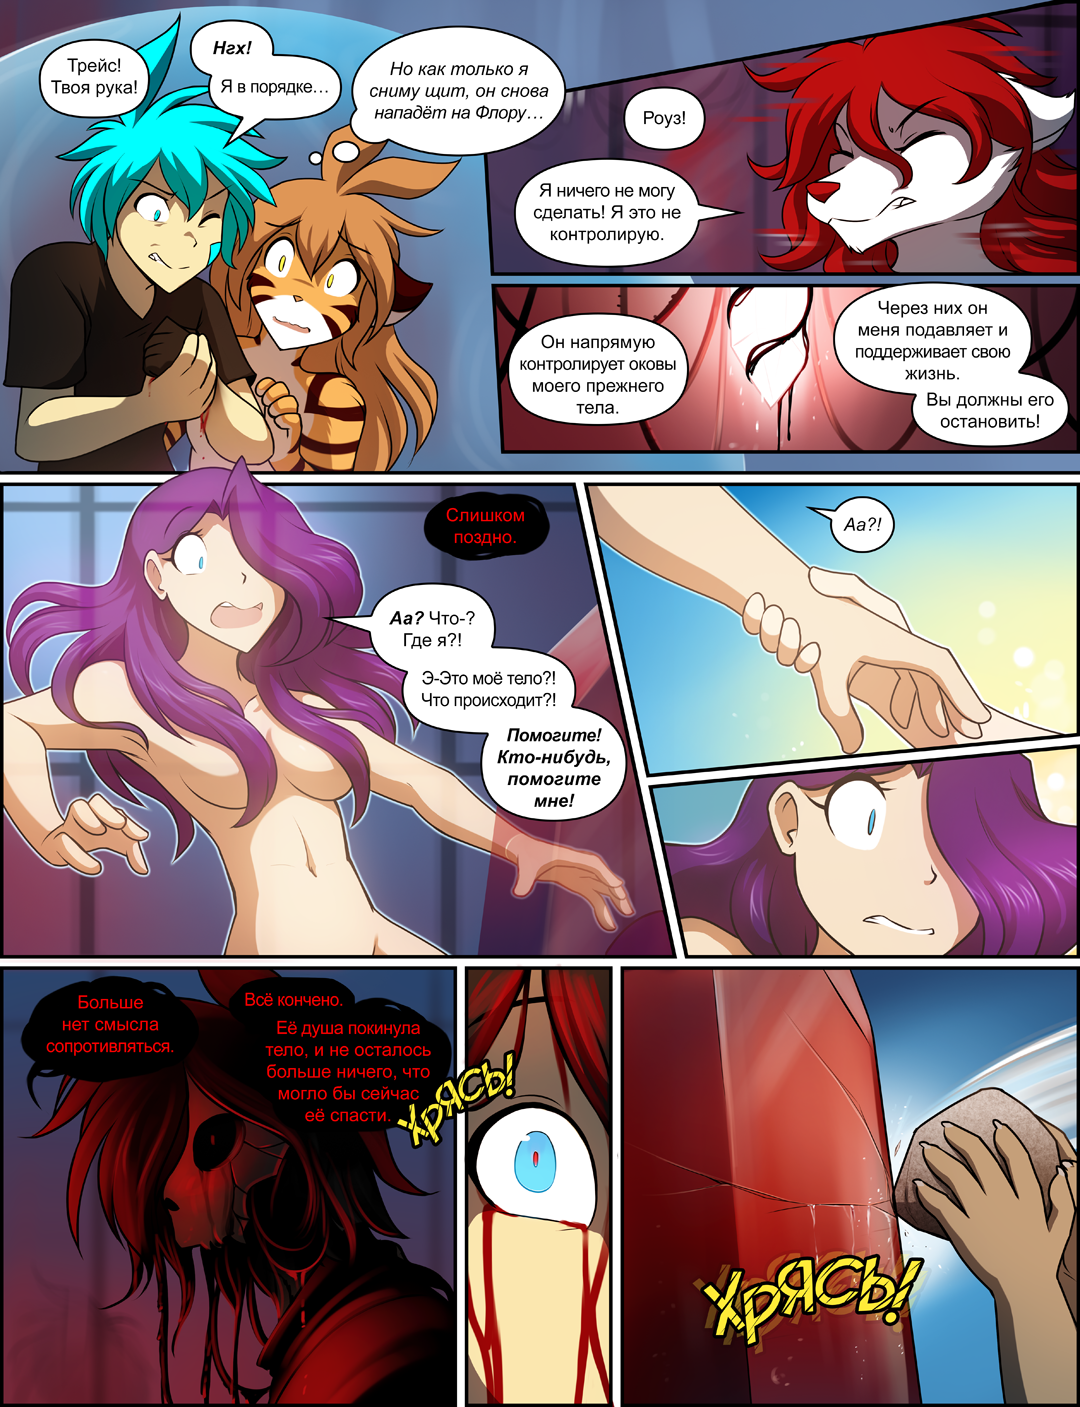 Трейс!
Твоя рука!
Нгх!
Я в порядке...
Но как только я
сниму щит, он снова
нападёт на Флору...
Роуз!
Я ничего не могу
сделать! Я это не
контролирую.
Он напрямую
контролирует оковы
моего прежнего
тела.
Через них он
меня подавляет и
поддерживает свою
жизнь.
Вы должны его
остановить!
Слишком
поздно.
Аа? Что-?
Где я?!
Э-Это моё тело?!
Что происходит?!
Помогите!
Кто-нибудь,
помогите
мне!
Аа?!
Больше
нет смысла
сопротивляться.
Всё кончено.
Её душа покинула
тело, и не осталось
больше ничего, что
могло бы сейчас
её спасти.
Хрясь!
Хрясь!